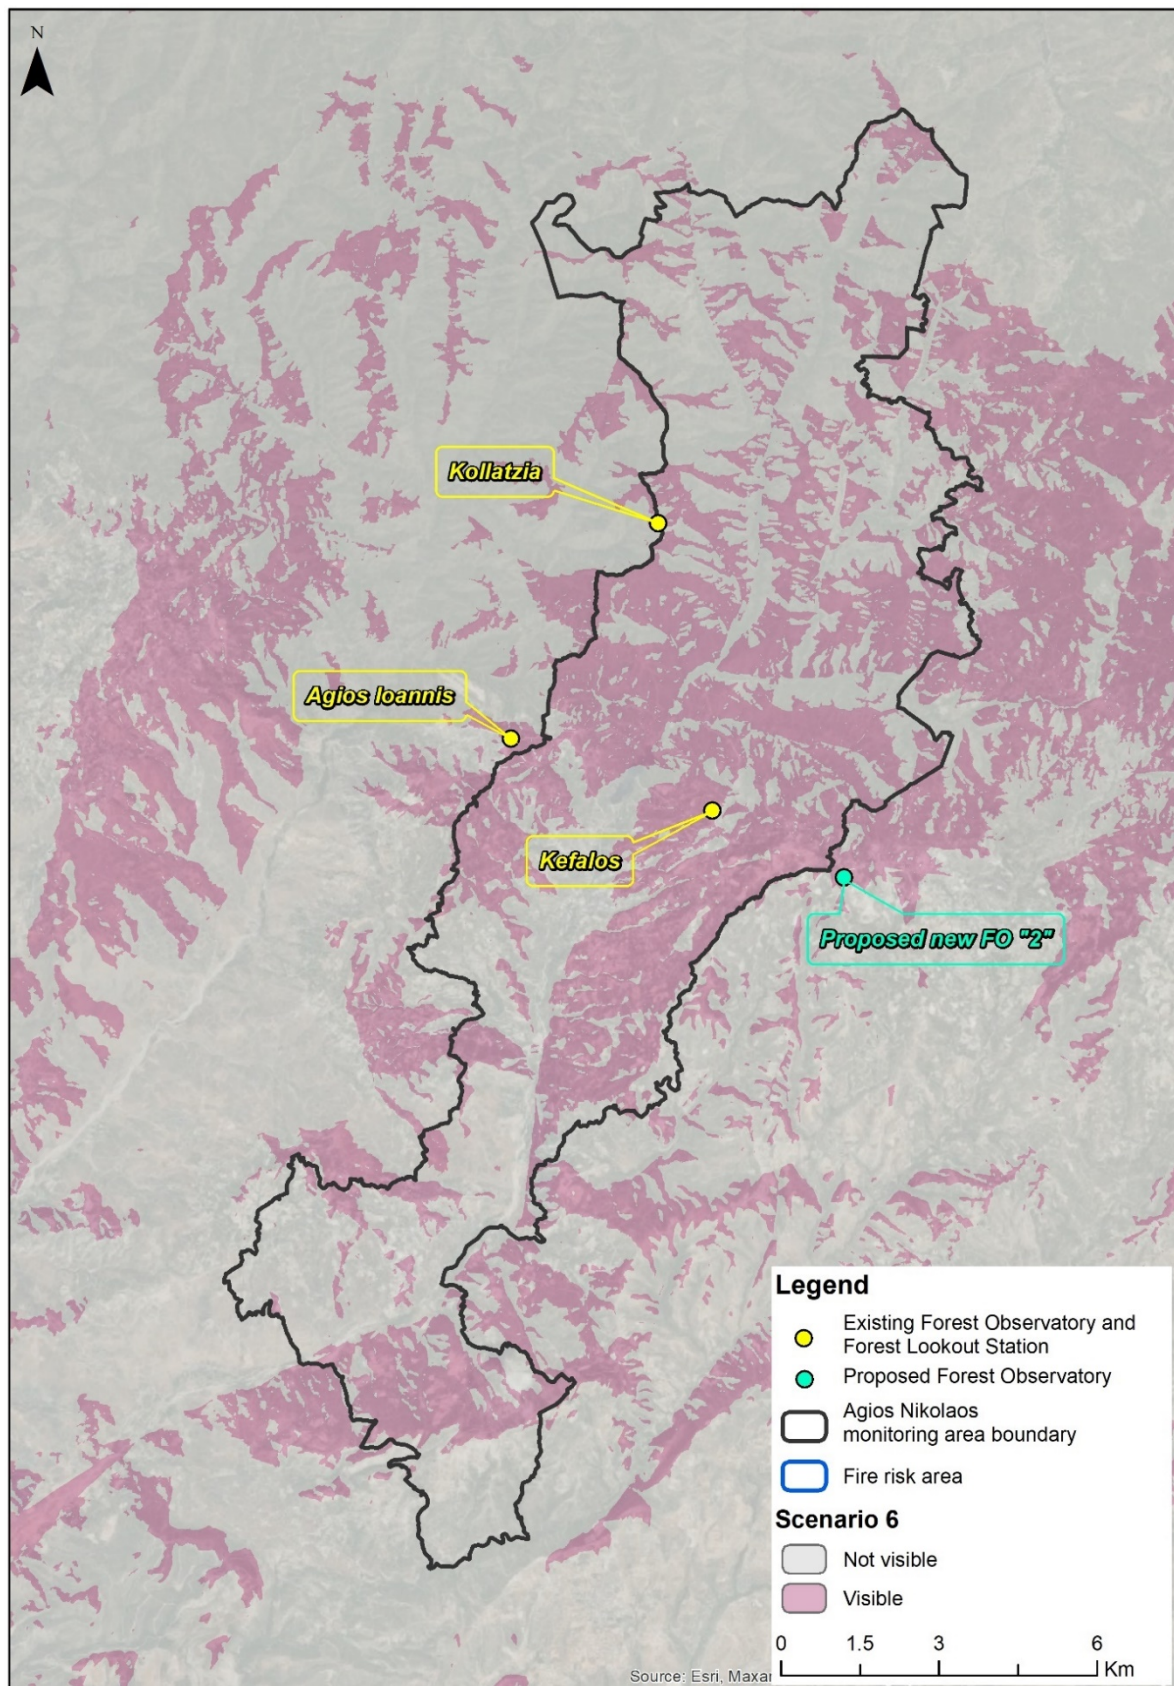 N
Kollatzia
Agios Ioannis
Kefalos
Proposed new FO "2"
Legend
Existing Forest Observatory and
Forest Lookout Station
Proposed Forest Observatory
Agios Nikolaos
monitoring area boundary
Fire risk area
Scenario 6
Not visible
Visible
0 1.5 3 6
Km
Source: Esri, Maxar